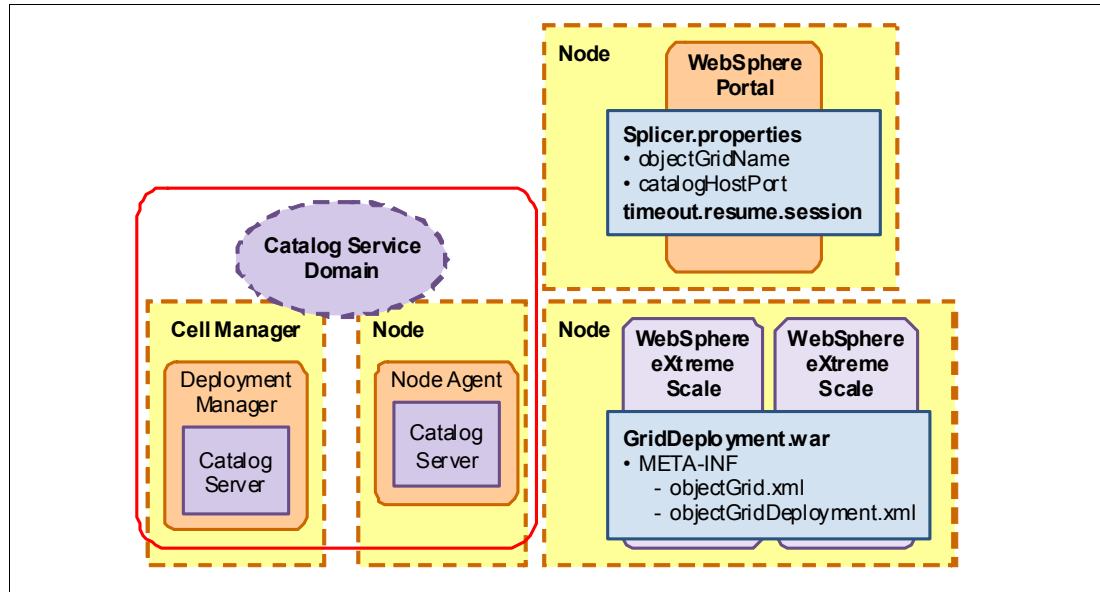 Node
WebSphere
Portal
Splicer.properties
• objectGridName
• catalogHostPort
timeout.resume.session
Catalog Service
Domain
Cell Manager
Deployment
Manager
Catalog
Server
Node
Node Agent
Catalog
Server
Node
WebSphere
eXtreme
Scale
WebSphere
eXtreme
Scale
GridDeployment.war
• META-INF
- objectGrid.xml
- objectGridDeployment.xml